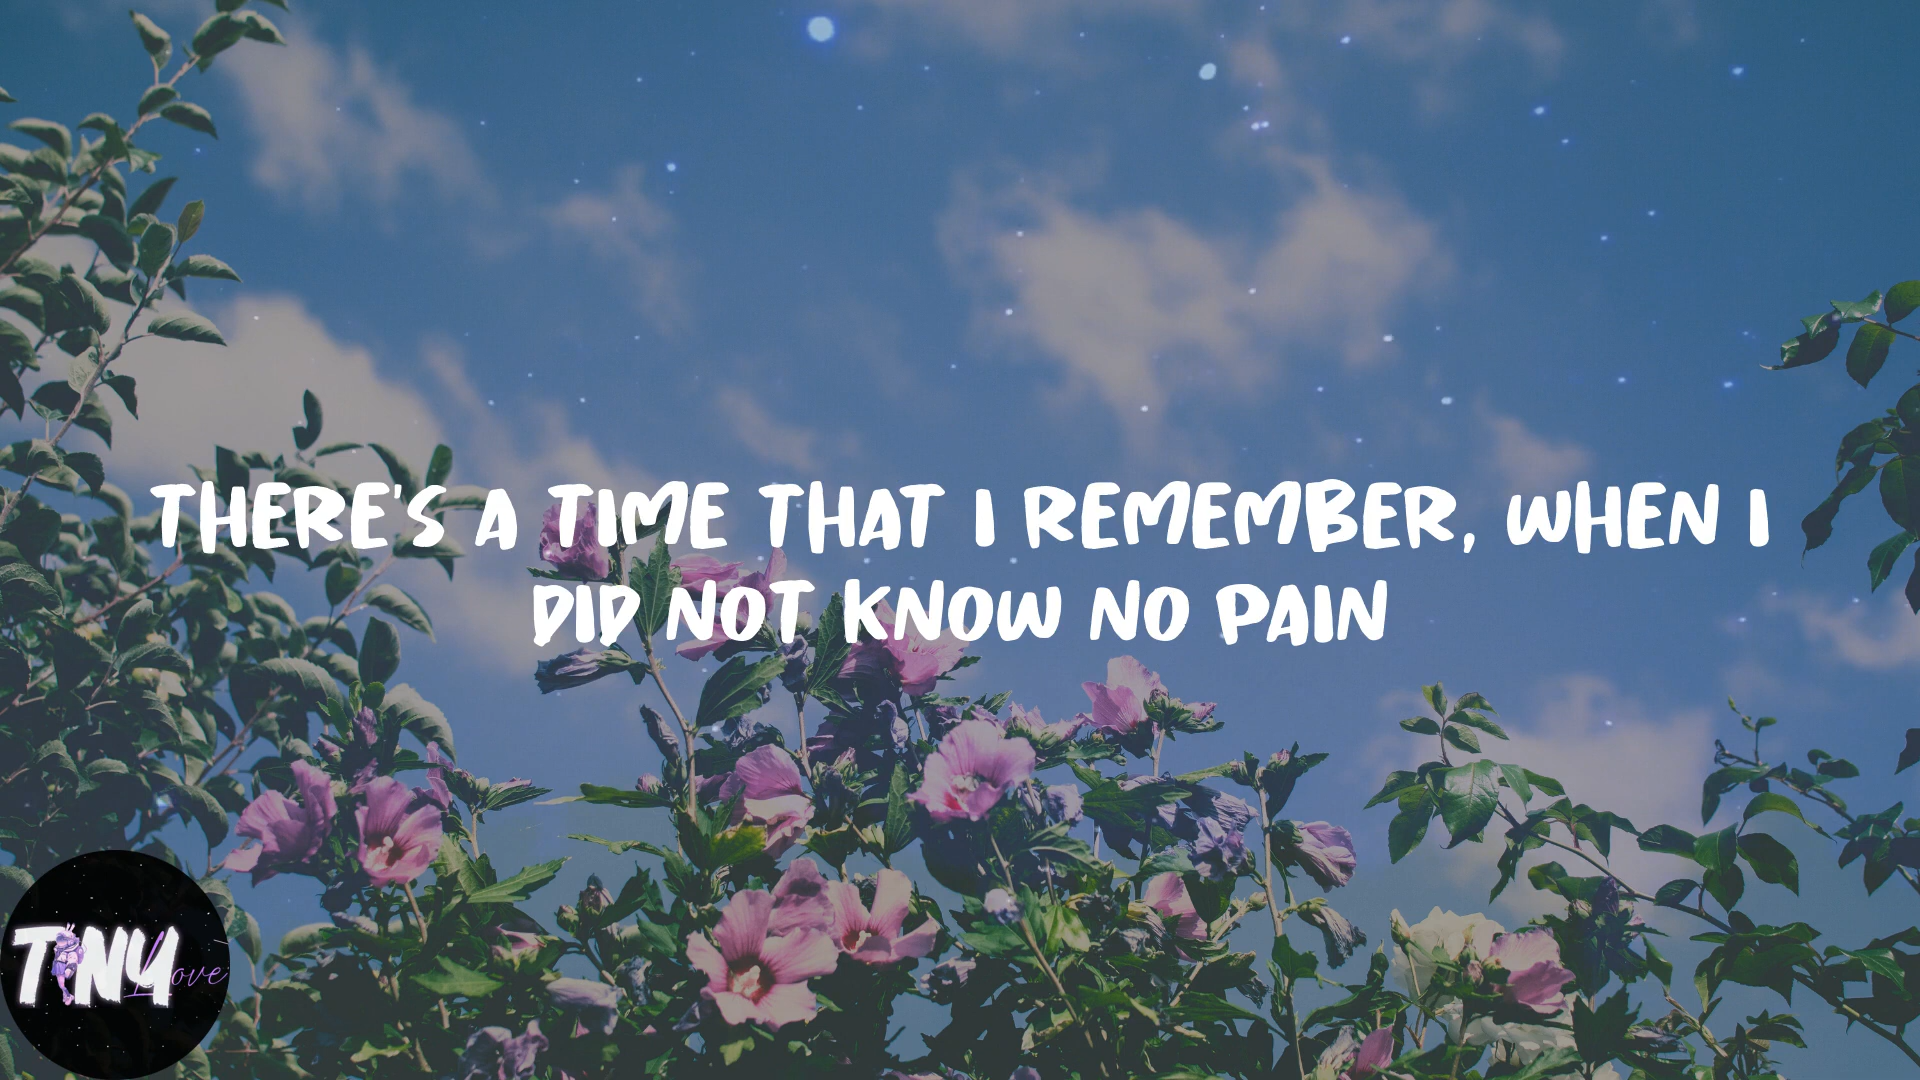 THERE'S A TIME THAT I REMEMBER, WHEN I
DID NOT KNOW NO PAIN
TiNY
Love